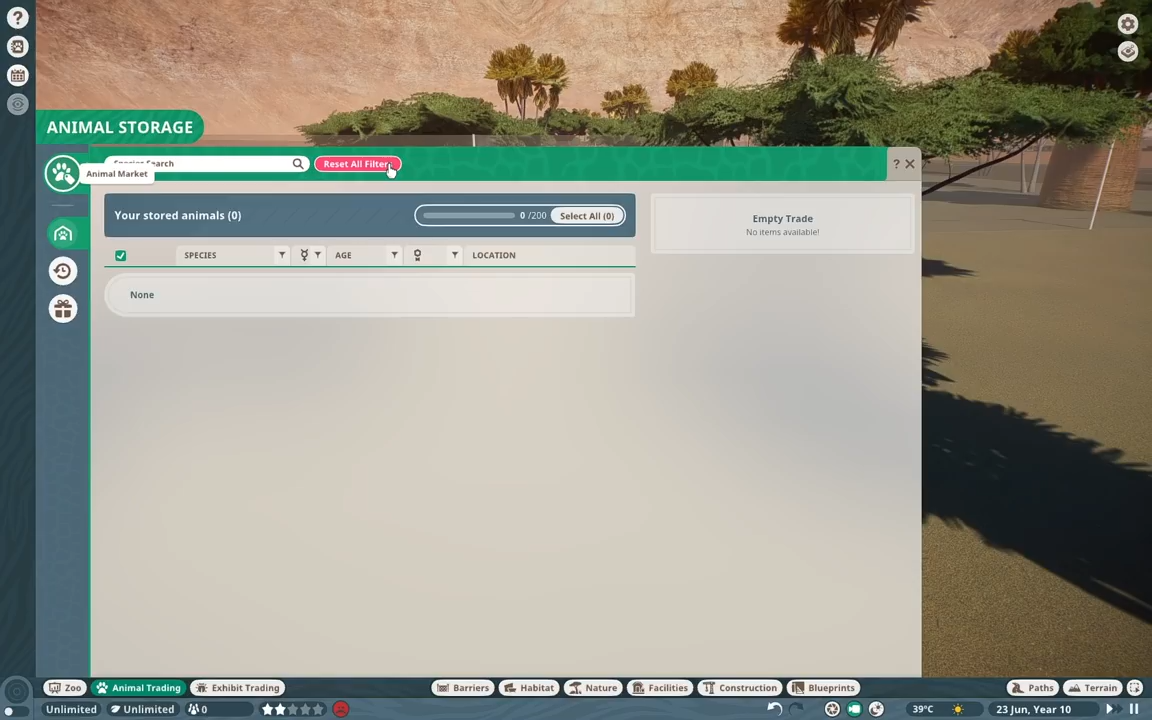 ANIMAL STORAGE
Species Search
Reset All Filters
?
Animal Market
Your stored animals (0)
0 /200
Select All (0)
Empty Trade
No items available!
SPECIES
AGE
LOCATION
None
Zoo
Animal Trading
Exhibit Trading
Barriers
Habitat
Nature
Facilities
Construction
Blueprints
Paths
Terrain
Unlimited
Unlimited
0
39°C
23 Jun, Year 10